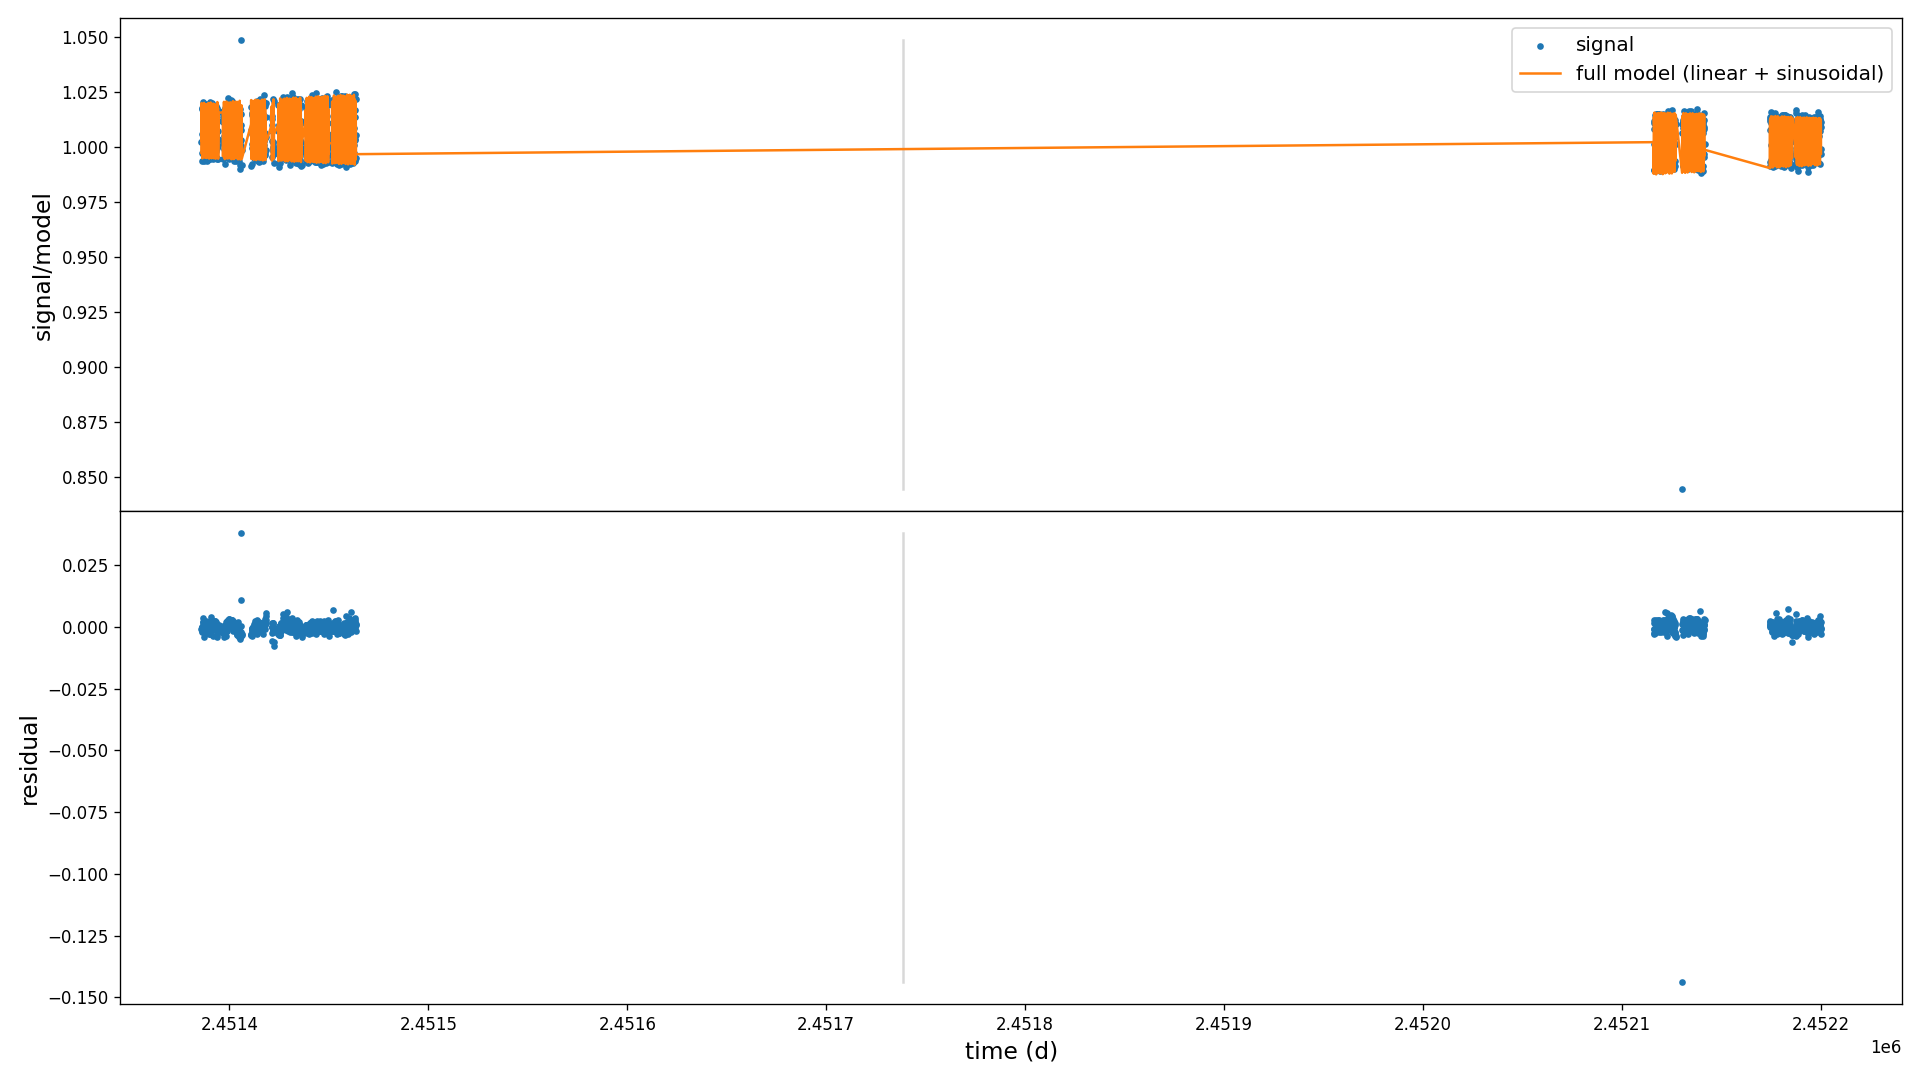 1.050
1.025
1.000
0.975
0.950
0.925
0.900
0.875
0.850
signal/model
signal
full model (linear + sinusoidal)
0.025
0.000
−0.025
−0.050
−0.075
−0.100
−0.125
−0.150
residual
2.4514 2.4515 2.4516 2.4517 2.4518 2.4519 2.4520 2.4521 2.4522
1e6
time (d)